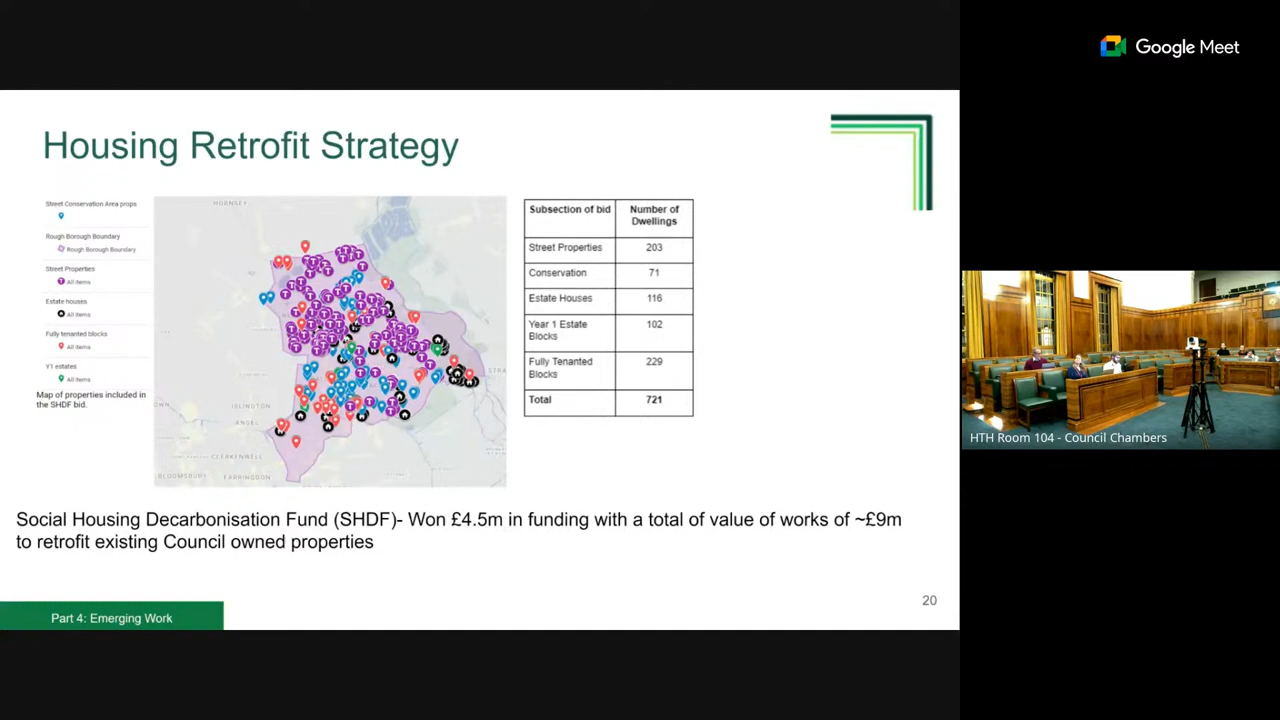 Google Meet
Housing Retrofit Strategy
Street Conservation Area props
Rough Borough Boundary
Rough Borough Boundary
Street Properties
All items
Estate houses
All items
Fully tenanted blocks
All items
Y1 estates
All items
Map of properties included in
the SHDF bid.
HORNSEY
OWN
ISLINGTON
ANGEL
CLERKENWELL
BLOOMSBURY
FARRINGDON
STRA
Subsection of bid
Number of
Dwellings
Street Properties
203
Conservation
71
Estate Houses
116
Year 1 Estate
Blocks
102
Fully Tenanted
Blocks
229
Total
721
HTH Room 104 - Council Chambers
Social Housing Decarbonisation Fund (SHDF)- Won £4.5m in funding with a total of value of works of ~£9m
to retrofit existing Council owned properties
20
Part 4: Emerging Work